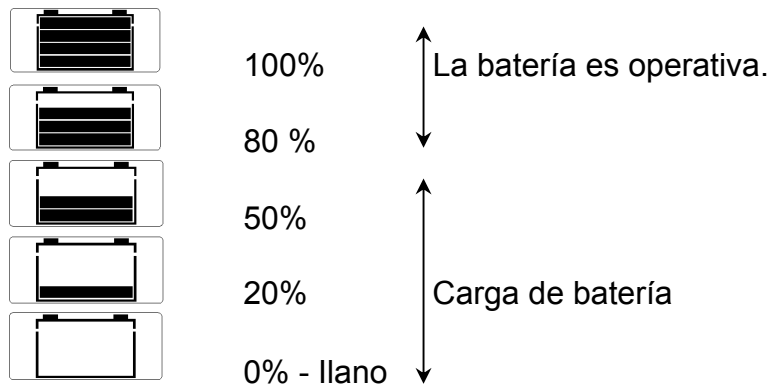 100% La batería es operativa.
80 %
50%
20% Carga de batería
0% - llano